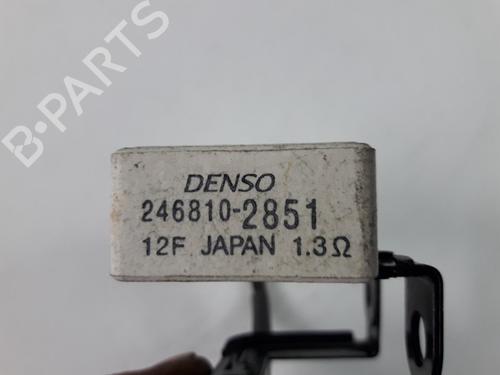 B-PARTS
DENSO
246810-2851
12F JAPAN 1.3Ω